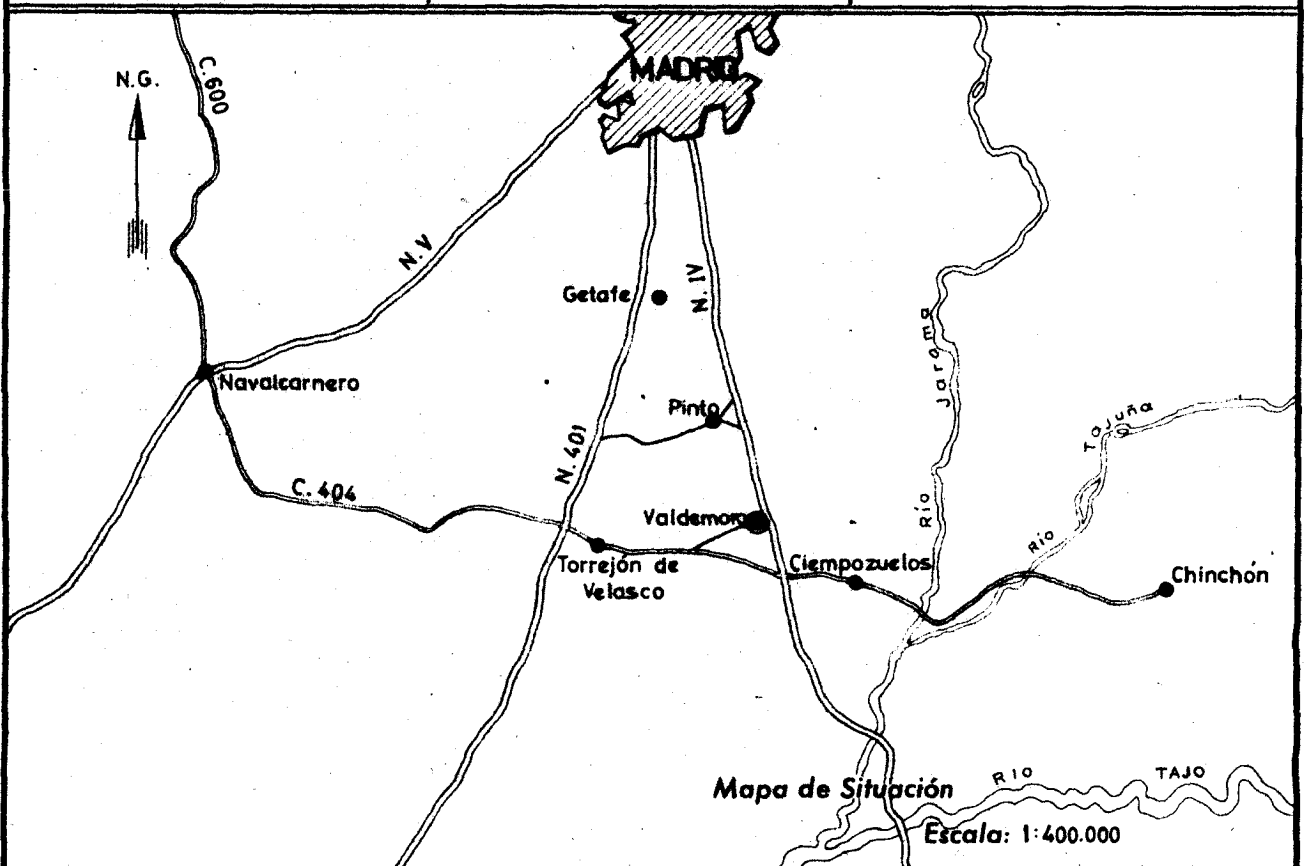 MADRID
N.G.
C.600
N.V
Getafe
N. IV
Navalcarnero
Jarama
Pinto
Tajuña
N. 401
C. 404
Valdemoro
Río
Río
Torrejón de
Velasco
Ciempozuelos
Chinchón
Mapa de Situación
RIO TAJO
Escala: 1:400.000